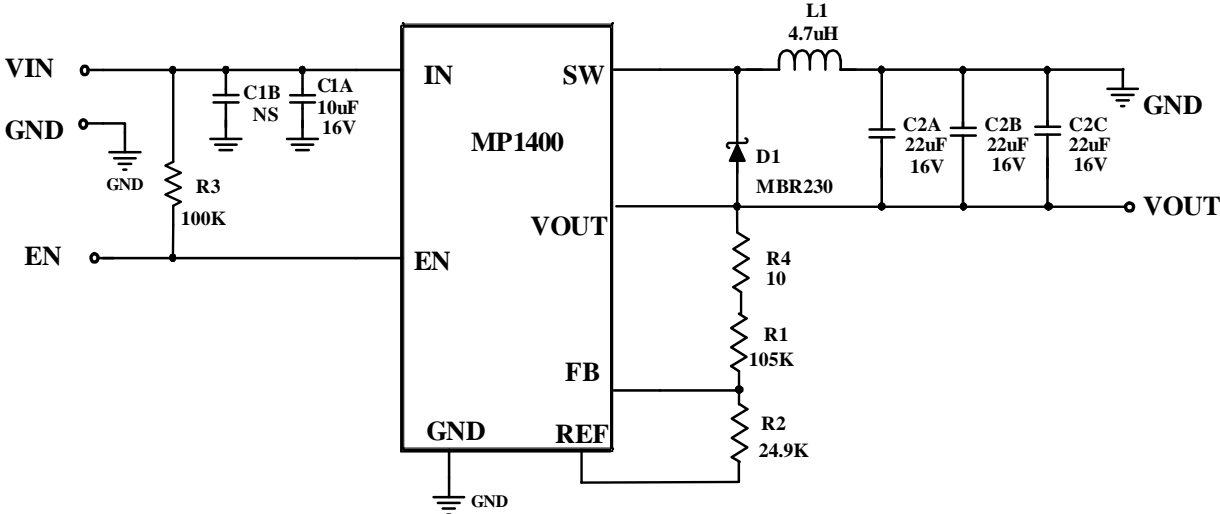 VIN
GND
GND
EN
R3
100K
C1B
NS
C1A
10uF
16V
IN
SW
MP1400
VOUT
EN
FB
GND
REF
GND
L1
4.7uH
D1
MBR230
R4
10
R1
105K
R2
24.9K
C2A
22uF
16V
C2B
22uF
16V
C2C
22uF
16V
GND
VOUT